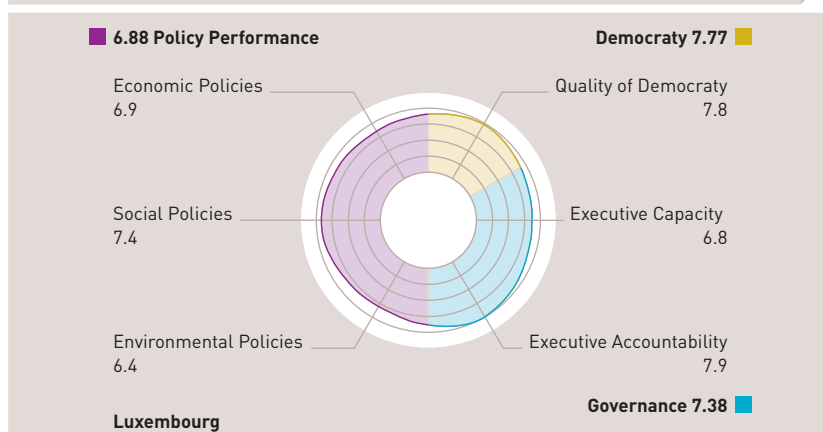 6.88 Policy Performance
Democraty 7.77
Economic Policies
6.9
Quality of Democraty
7.8
Social Policies
7.4
Executive Capacity
6.8
Environmental Policies
6.4
Executive Accountability
7.9
Governance 7.38
Luxembourg